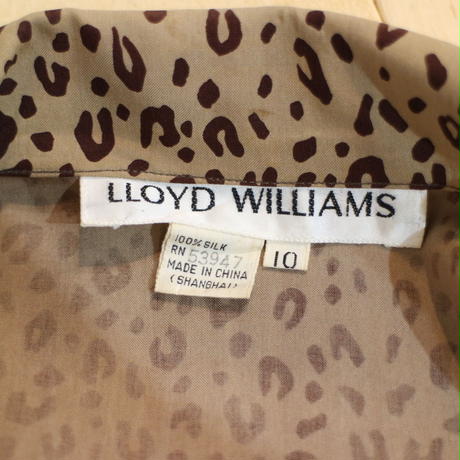 LLOYD WILLIAMS
100% SILK
RN 53947
MADE IN CHINA
(SHANGHAI)
10